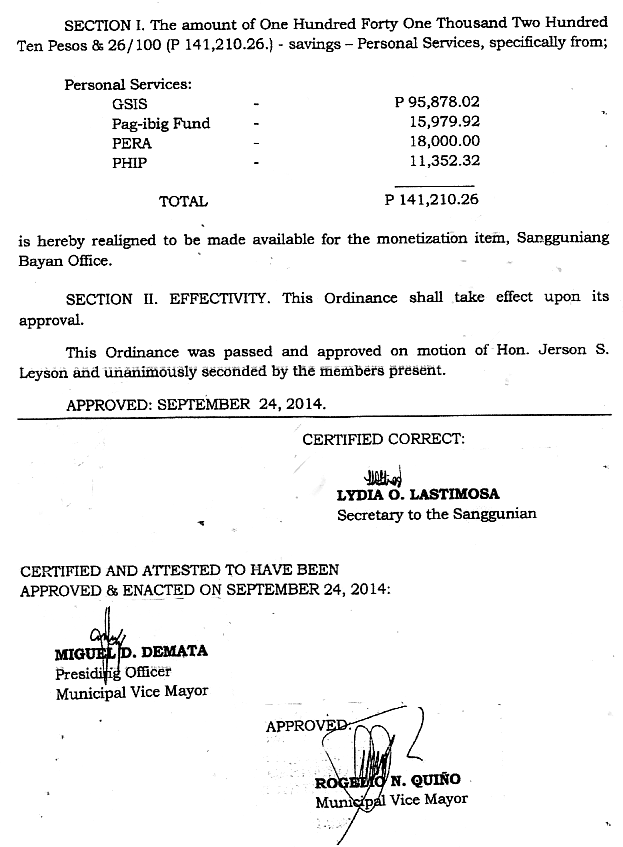 SECTION I. The amount of One Hundred Forty One Thousand Two Hundred
Ten Pesos & 26/100 (P 141,210.26.) - savings – Personal Services, specifically from;
Personal Services:
GSIS - P 95,878.02
Pag-ibig Fund - 15,979.92
PERA - 18,000.00
PHIP - 11,352.32
TOTAL P 141,210.26
is hereby realigned to be made available for the monetization item, Sangguniang
Bayan Office.
SECTION II. EFFECTIVITY. This Ordinance shall take effect upon its
approval.
This Ordinance was passed and approved on motion of Hon. Jerson S.
Leyson and unanimously seconded by the members present.
APPROVED: SEPTEMBER 24, 2014.
CERTIFIED CORRECT:
LYDIA O. LASTIMOSA
Secretary to the Sanggunian
CERTIFIED AND ATTESTED TO HAVE BEEN
APPROVED & ENACTED ON SEPTEMBER 24, 2014:
MIGUEL D. DEMATA
Presiding Officer
Municipal Vice Mayor
APPROVED:
ROGELIO N. QUIÑO
Municipal Vice Mayor